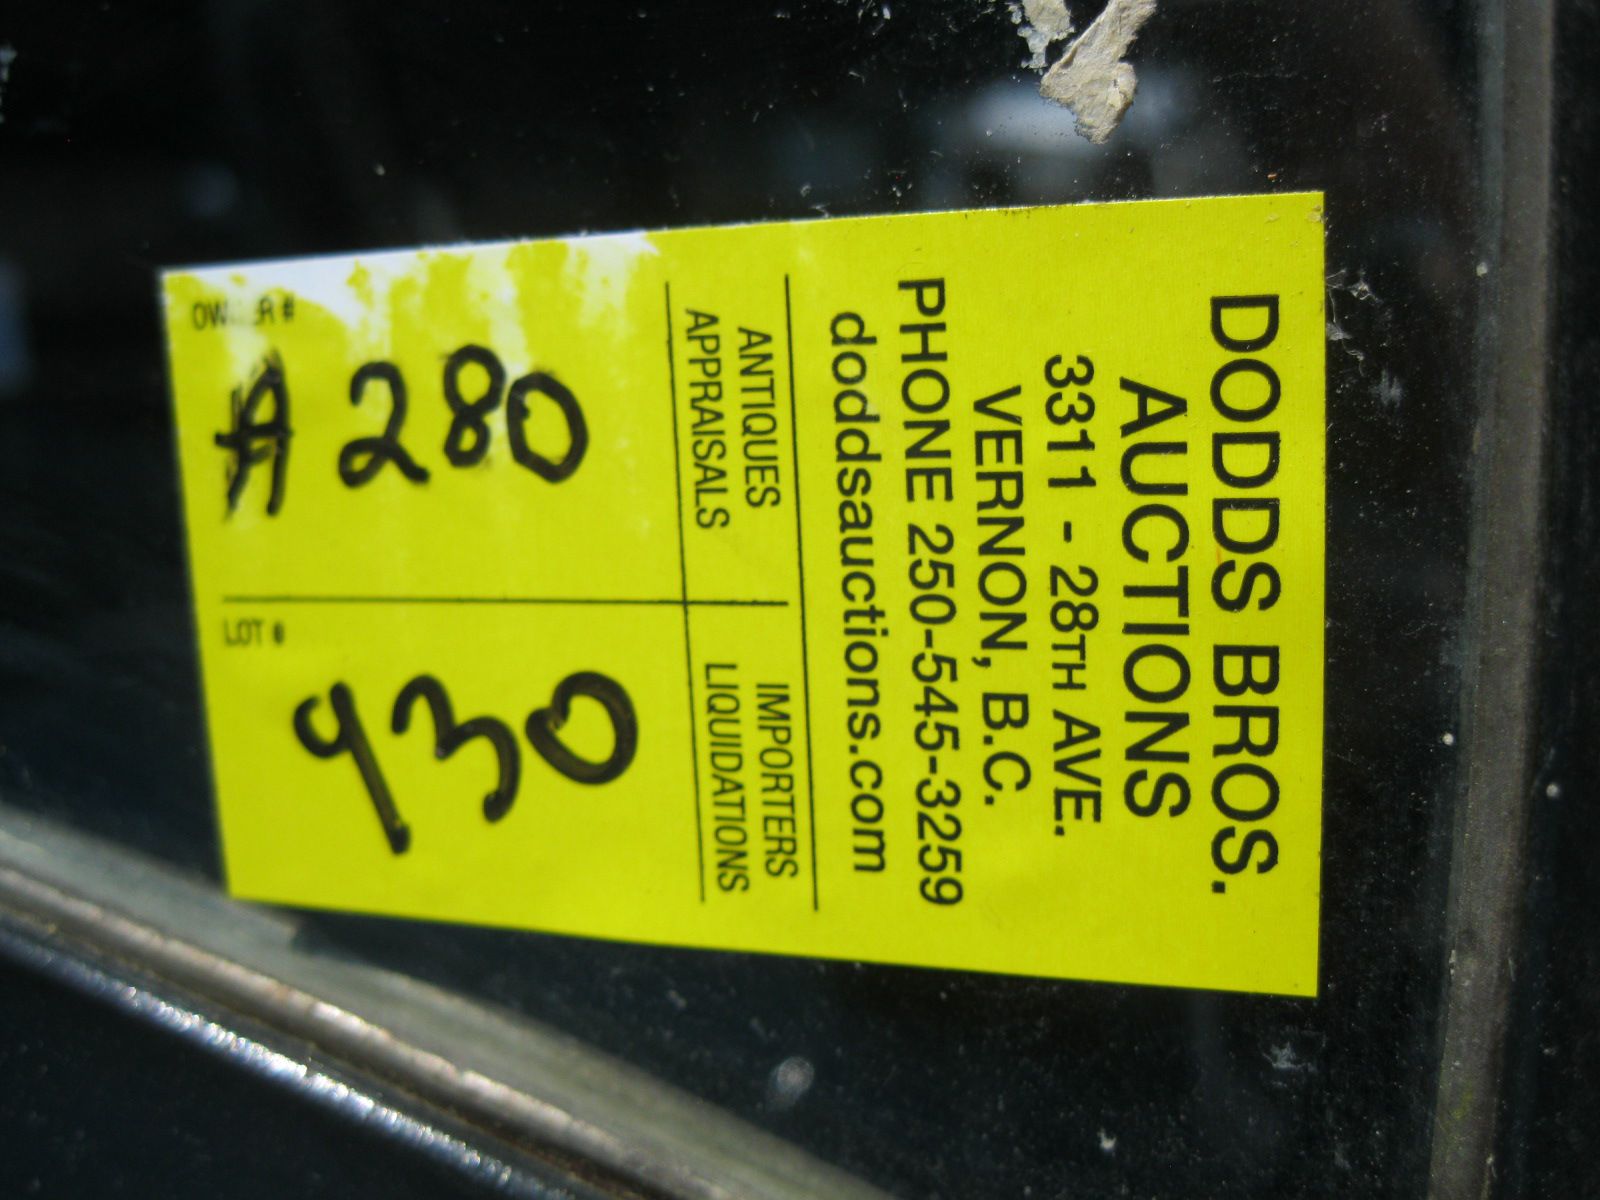 DODDS BROS.
AUCTIONS
3311 - 28TH AVE.
VERNON, B.C.
PHONE 250-545-3259
doddsauctions.com
ANTIQUES IMPORTERS
APPRAISALS LIQUIDATIONS
OWNER # LOT #
A 280 930